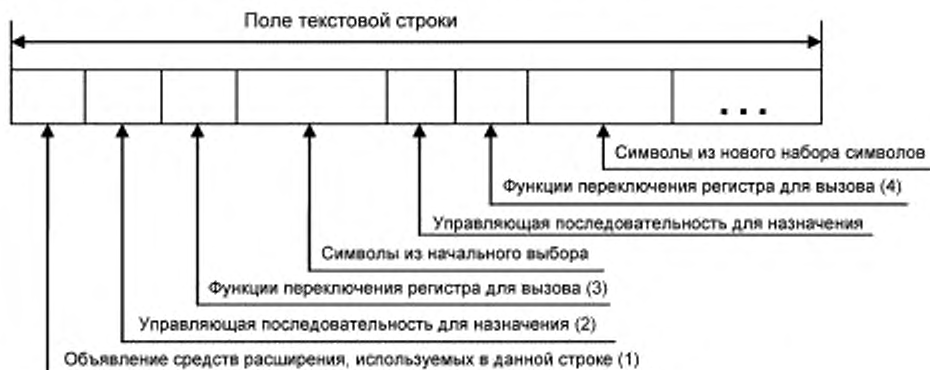 Поле текстовой строки
...
Символы из нового набора символов
Функции переключения регистра для вызова (4)
Управляющая последовательность для назначения
Символы из начального выбора
Функции переключения регистра для вызова (3)
Управляющая последовательность для назначения (2)
Объявление средств расширения, используемых в данной строке (1)